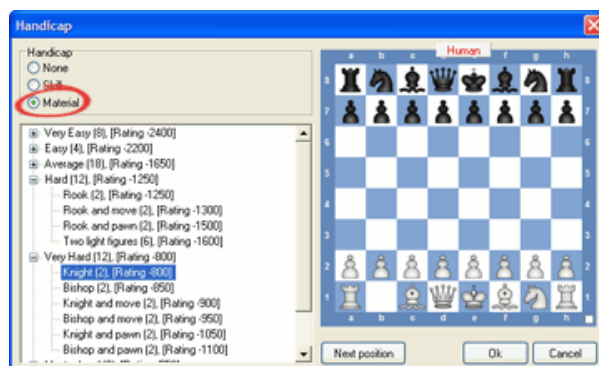 Handicap
Handicap
None
Skill
Material
Very Easy (8), [Rating -2400]
Easy (4), [Rating -2200]
Average (18), [Rating -1650]
Hard (12), [Rating -1250]
Rook (2), [Rating -1250]
Rook and move (2), [Rating -1300]
Rook and pawn (2), [Rating -1500]
Two light figures (6), [Rating -1600]
Very Hard (12), [Rating -800]
Knight (2), [Rating -800]
Bishop (2), [Rating -850]
Knight and move (2), [Rating -900]
Bishop and move (2), [Rating -950]
Knight and pawn (2), [Rating -1050]
Bishop and pawn (2), [Rating -1100]
Human
a b c f g h
8
7
6
5
4
3
2
1
a b c d e f g h
Next position
Ok
Cancel